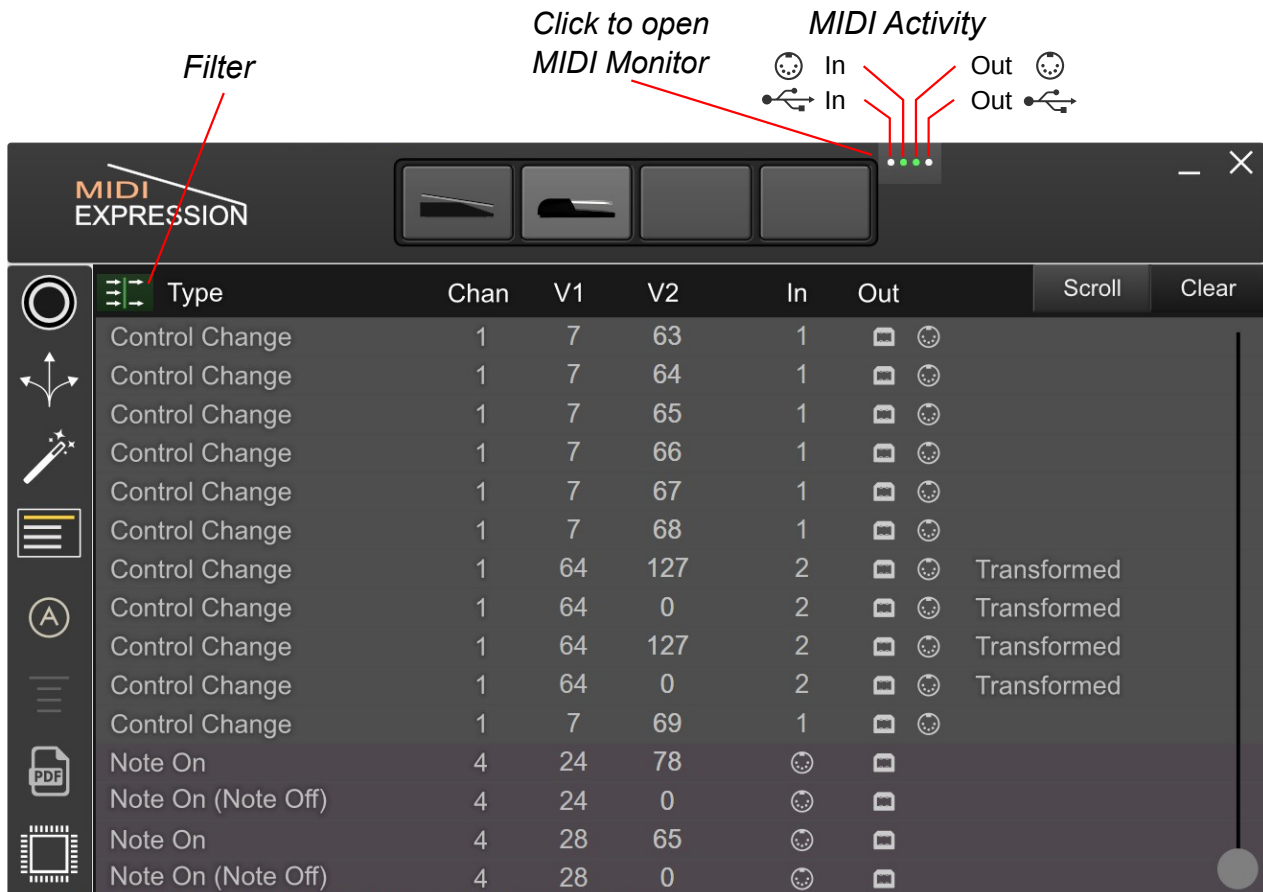 Click to open MIDI Activity
Filter MIDI Monitor In Out
In Out
MIDI
EXPRESSION
Type Chan V1 V2 In Out Scroll Clear
Control Change 1 7 63 1
Control Change 1 7 64 1
Control Change 1 7 65 1
Control Change 1 7 66 1
Control Change 1 7 67 1
Control Change 1 7 68 1
Control Change 1 64 127 2 Transformed
A Control Change 1 64 0 2 Transformed
Control Change 1 64 127 2 Transformed
Control Change 1 64 0 2 Transformed
Control Change 1 7 69 1
Note On 4 24 78
PDF
Note On (Note Off) 4 24 0
Note On 4 28 65
Note On (Note Off) 4 28 0